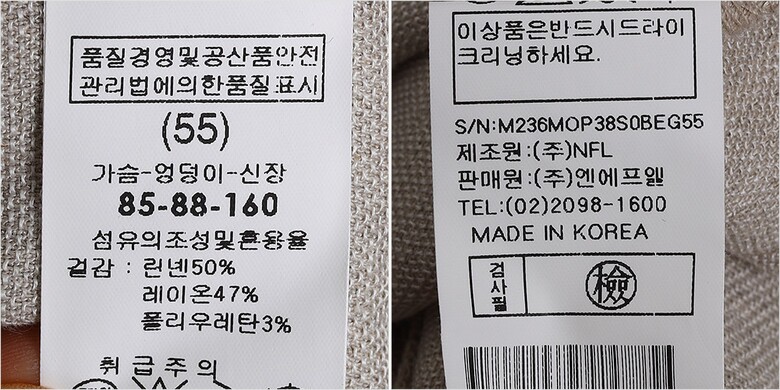 품질경영및공산품안전
관리법에의한품질표시
(55)
가슴-엉덩이-신장
85-88-160
섬유의조성및혼용율
겉감 : 린넨50%
레이온47%
폴리우레탄3%
취급주의
이상품은반드시드라이
크리닝하세요.
S/N:M236MOP38S0BEG55
제조원:(주)NFL
판매원:(주)엔에프엘
TEL:(02)2098-1600
MADE IN KOREA
검사필
檢